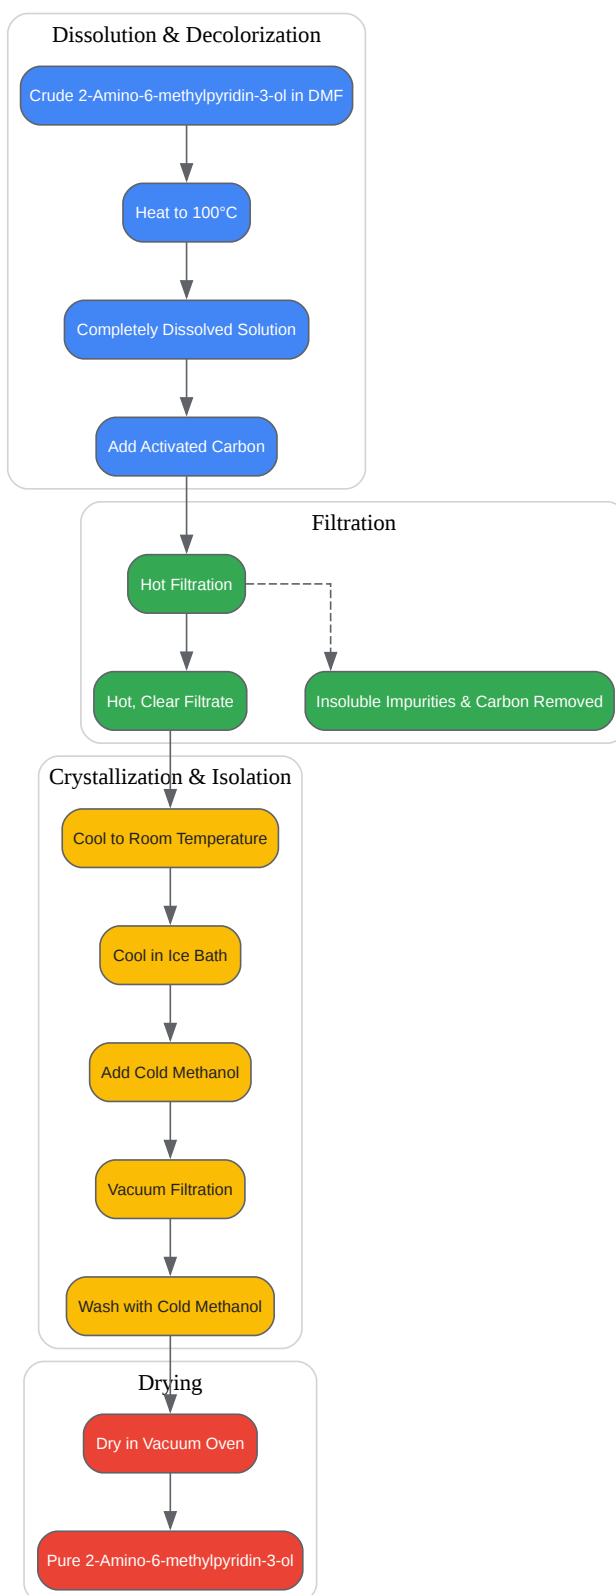 Dissolution & Decolorization
Crude 2-Amino-6-methylpyridin-3-ol in DMF
Heat to 100°C
Completely Dissolved Solution
Add Activated Carbon
Filtration
Hot Filtration
Hot, Clear Filtrate
Insoluble Impurities & Carbon Removed
Crystallization & Isolation
Cool to Room Temperature
Cool in Ice Bath
Add Cold Methanol
Vacuum Filtration
Wash with Cold Methanol
Drying
Dry in Vacuum Oven
Pure 2-Amino-6-methylpyridin-3-ol